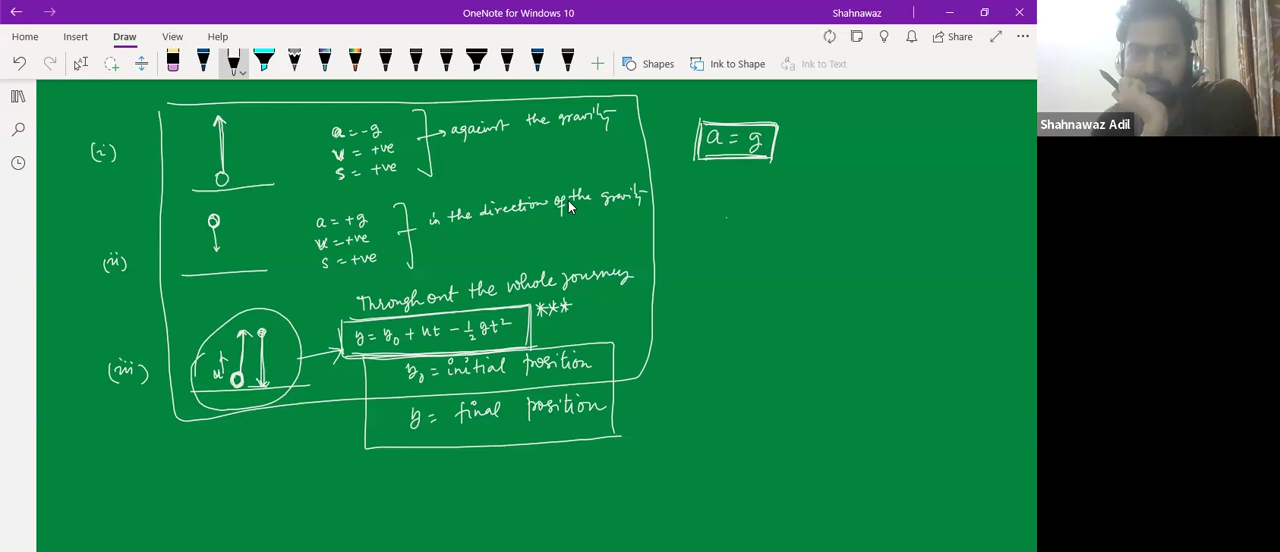 OneNote for Windows 10
Shahnawaz
Home Insert Draw View Help
Share
Shapes Ink to Shape Ink to Text
Shahnawaz Adil
(i)
a = -g
v = +ve
s = +ve
against the gravity
a = g
(ii)
a = +g
v = +ve
s = +ve
in the direction of the gravity
(iii)
u
Throughout the whole journey
y = y₀ + ut - ½ gt² ***
y₀ = initial position
y = final position